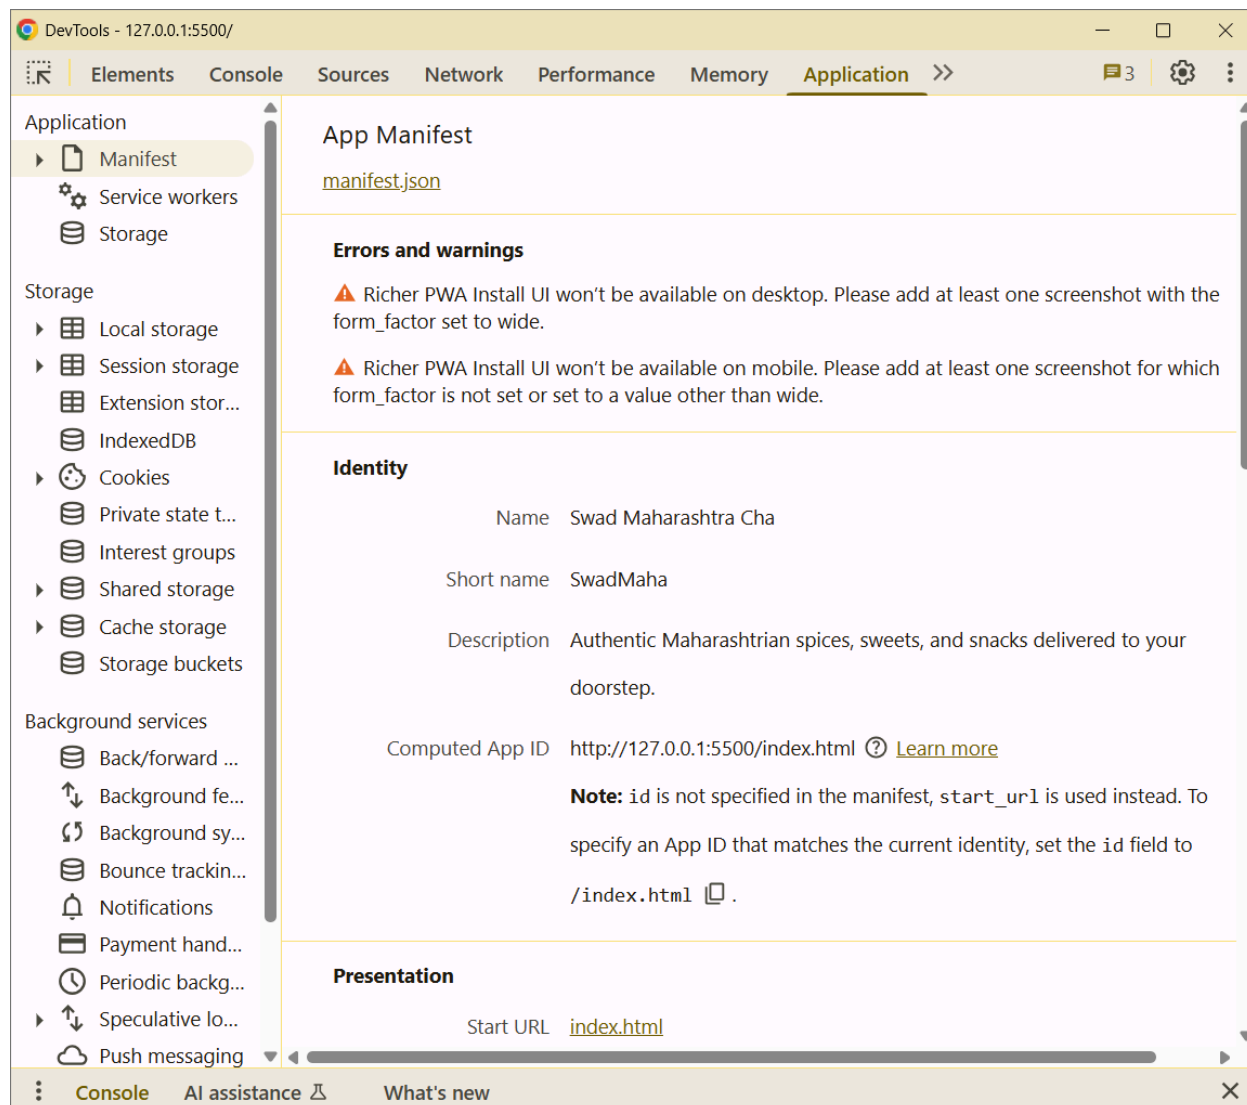 DevTools - 127.0.0.1:5500/
Elements Console Sources Network Performance Memory Application 3
Application
Manifest
Service workers
Storage
Storage
Local storage
Session storage
Extension stor...
IndexedDB
Cookies
Private state t...
Interest groups
Shared storage
Cache storage
Storage buckets
Background services
Back/forward ...
Background fe...
Background sy...
Bounce trackin...
Notifications
Payment hand...
Periodic backg...
Speculative lo...
Push messaging
App Manifest
manifest.json
Errors and warnings
Richer PWA Install UI won’t be available on desktop. Please add at least one screenshot with the
form_factor set to wide.
Richer PWA Install UI won’t be available on mobile. Please add at least one screenshot for which
form_factor is not set or set to a value other than wide.
Identity
Name Swad Maharashtra Cha
Short name SwadMaha
Description Authentic Maharashtrian spices, sweets, and snacks delivered to your
doorstep.
Computed App ID http://127.0.0.1:5500/index.html ? Learn more
Note: id is not specified in the manifest, start_url is used instead. To
specify an App ID that matches the current identity, set the id field to
/index.html .
Presentation
Start URL index.html
Console AI assistance What's new